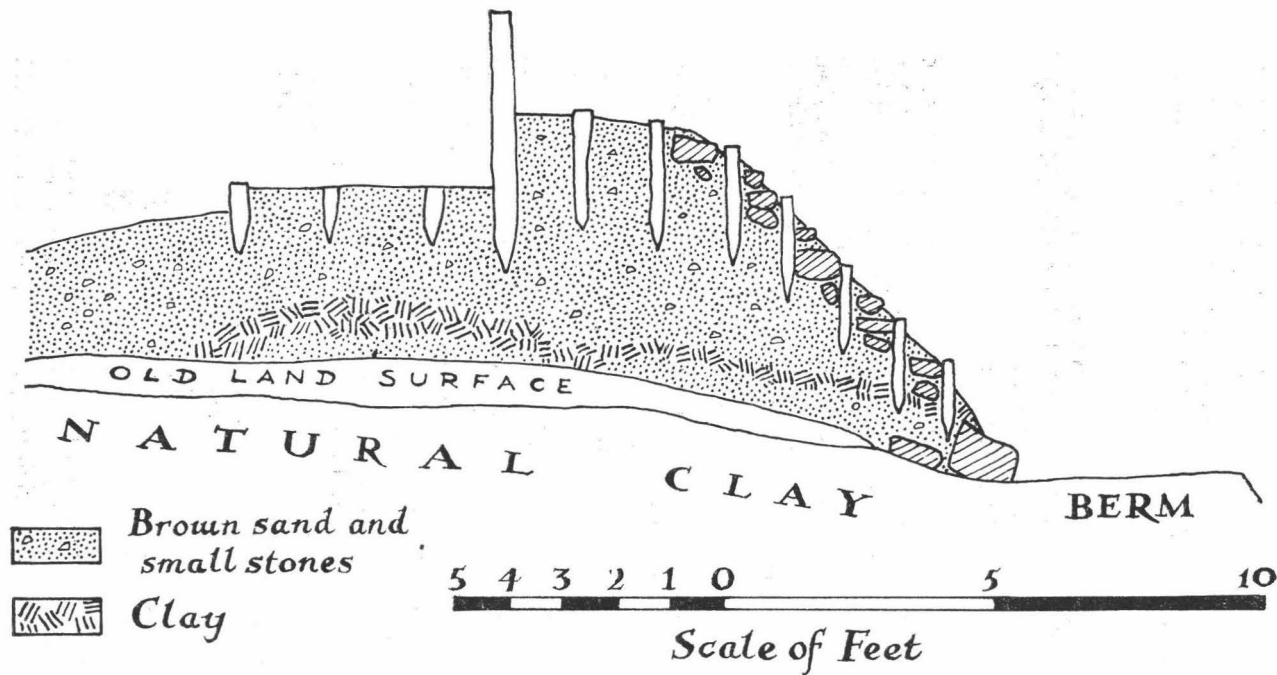 OLD LAND SURFACE
NATURAL CLAY
BERM
Brown sand and
small stones
Clay
5 4 3 2 1 0 5 10
Scale of Feet